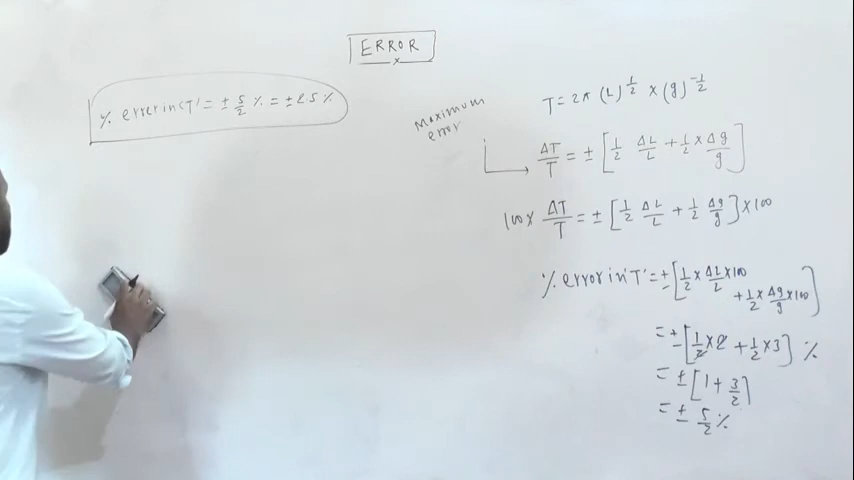 ERROR
% error in 'T' = ± 5/2 % = ± 2.5 %
Maximum
error
T = 2π (L)^1/2 × (g)^-1/2
ΔT/T = ± [1/2 ΔL/L + 1/2 × Δg/g]
100 × ΔT/T = ± [1/2 ΔL/L + 1/2 Δg/g] × 100
% error in 'T' = ± [1/2 × ΔL/L × 100
+ 1/2 × Δg/g × 100]
= ± [1/2 × 2 + 1/2 × 3] %
= ± [1 + 3/2]
= ± 5/2 %